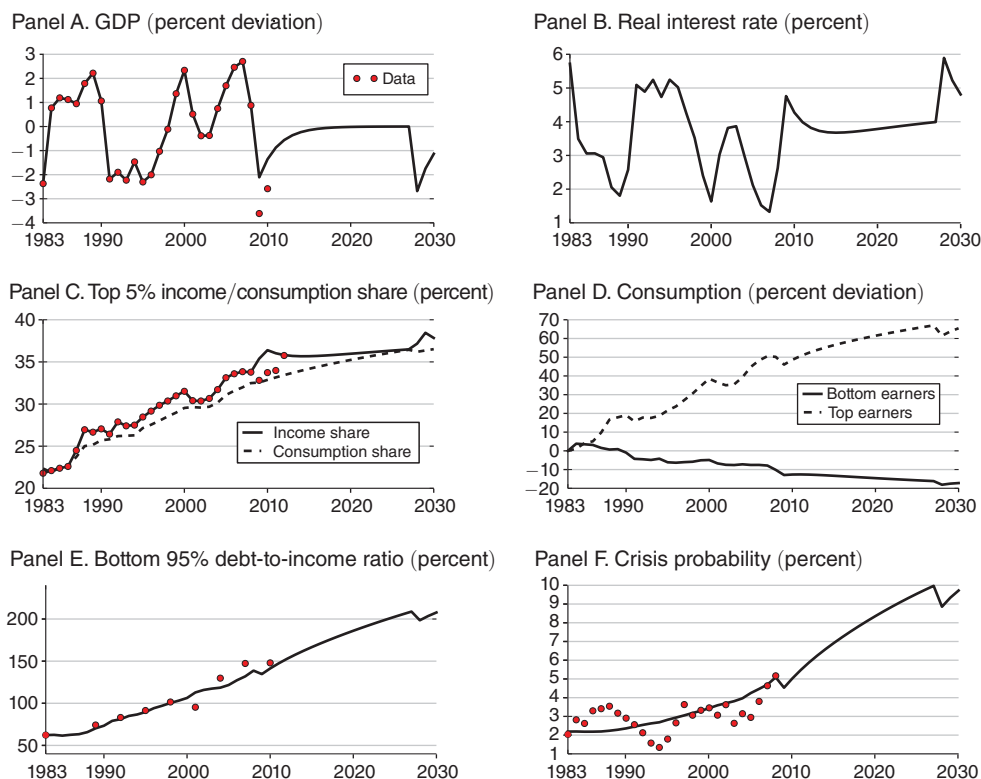 Panel A. GDP (percent deviation)
3
2
1
0
−1
−2
−3
−4
1983 1990 2000 2010 2020 2030
Data
Panel B. Real interest rate (percent)
6
5
4
3
2
1
1983 1990 2000 2010 2020 2030
Panel C. Top 5% income/consumption share (percent)
40
35
30
25
20
1983 1990 2000 2010 2020 2030
Income share
Consumption share
Panel D. Consumption (percent deviation)
70
60
50
40
30
20
10
0
−10
−20
1983 1990 2000 2010 2020 2030
Bottom earners
Top earners
Panel E. Bottom 95% debt-to-income ratio (percent)
200
150
100
50
1983 1990 2000 2010 2020 2030
Panel F. Crisis probability (percent)
10
9
8
7
6
5
4
3
2
1
1983 1990 2000 2010 2020 2030